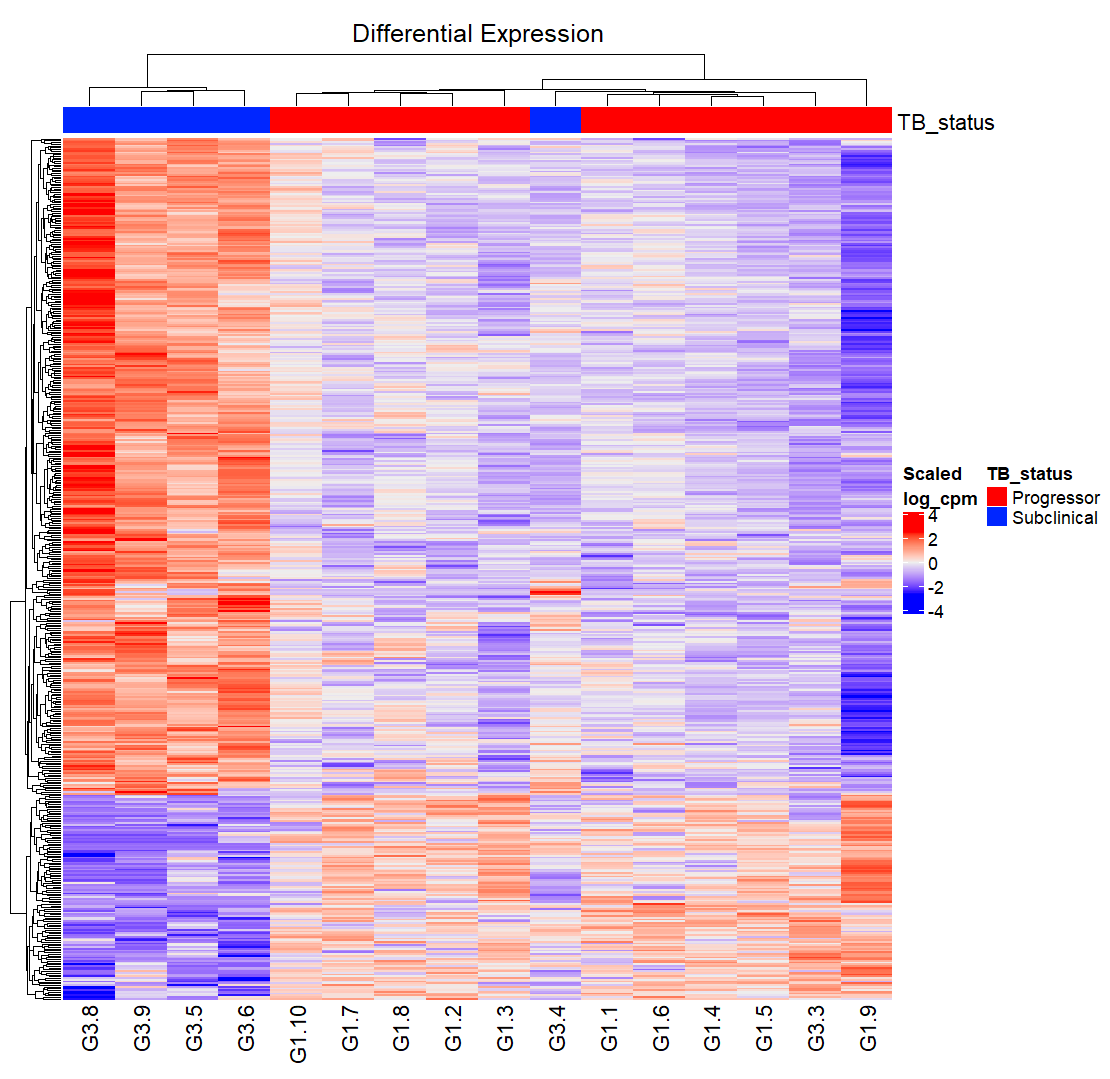 Differential Expression
TB_status
Scaled
log_cpm
4
2
0
-2
-4
TB_status
Progressor
Subclinical
G3.8
G3.9
G3.5
G3.6
G1.10
G1.7
G1.8
G1.2
G1.3
G3.4
G1.1
G1.6
G1.4
G1.5
G3.3
G1.9